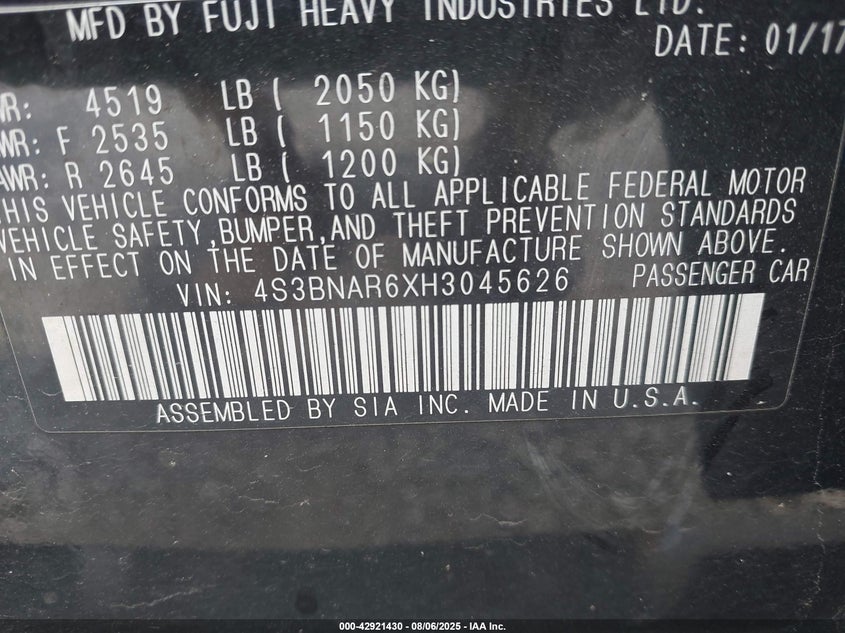 MFD BY FUJI HEAVY INDUSTRIES LTD.
DATE: 01/17
WR: 4519 LB ( 2050 KG)
WR: F 2535 LB ( 1150 KG)
AWR: R 2645 LB ( 1200 KG)
THIS VEHICLE CONFORMS TO ALL APPLICABLE FEDERAL MOTOR
VEHICLE SAFETY,BUMPER,AND THEFT PREVENTION STANDARDS
IN EFFECT ON THE DATE OF MANUFACTURE SHOWN ABOVE.
VIN: 4S3BNAR6XH3045626 PASSENGER CAR
ASSEMBLED BY SIA INC. MADE IN U.S.A.
000-42921430 - 08/06/2025 - IAA Inc.